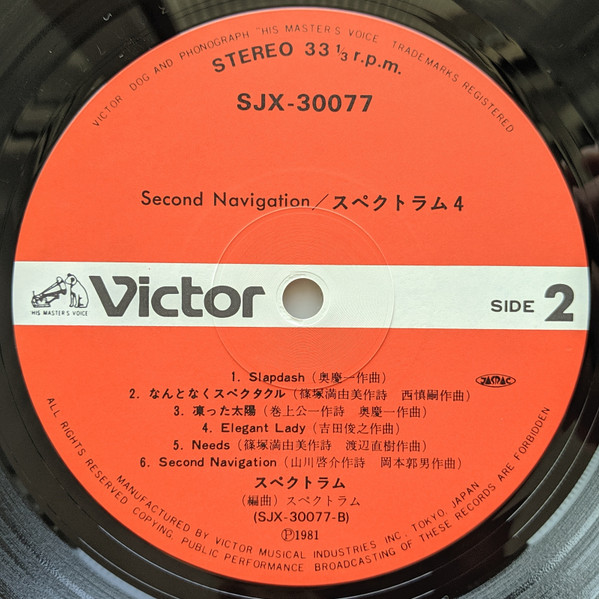 VICTOR DOG AND PHONOGRAPH "HIS MASTER'S VOICE TRADEMARKS REGISTERED
STEREO 33 1/3 r.p.m.
SJX-30077
Second Navigation／スペクトラム4
HIS MASTER'S VOICE
Victor
SIDE 2
1. Slapdash（奥慶一作曲）
JASRAC
2. なんとなくスペクタクル（篠塚満由美作詩　西慎嗣作曲）
3. 凍った太陽（巻上公一作詩　奥慶一作曲）
4. Elegant Lady（吉田俊之作曲）
5. Needs（篠塚満由美作詩　渡辺直樹作曲）
6. Second Navigation（山川啓介作詩　岡本郭男作曲）
スペクトラム
（編曲）スペクトラム
(SJX-30077-B)
Ⓟ1981
MANUFACTURED BY VICTOR MUSICAL INDUSTRIES INC. TOKYO, JAPAN
ALL RIGHTS RESERVED COPYING PUBLIC PERFORMANCE BROADCASTING OF THESE RECORDS ARE FORBIDDEN